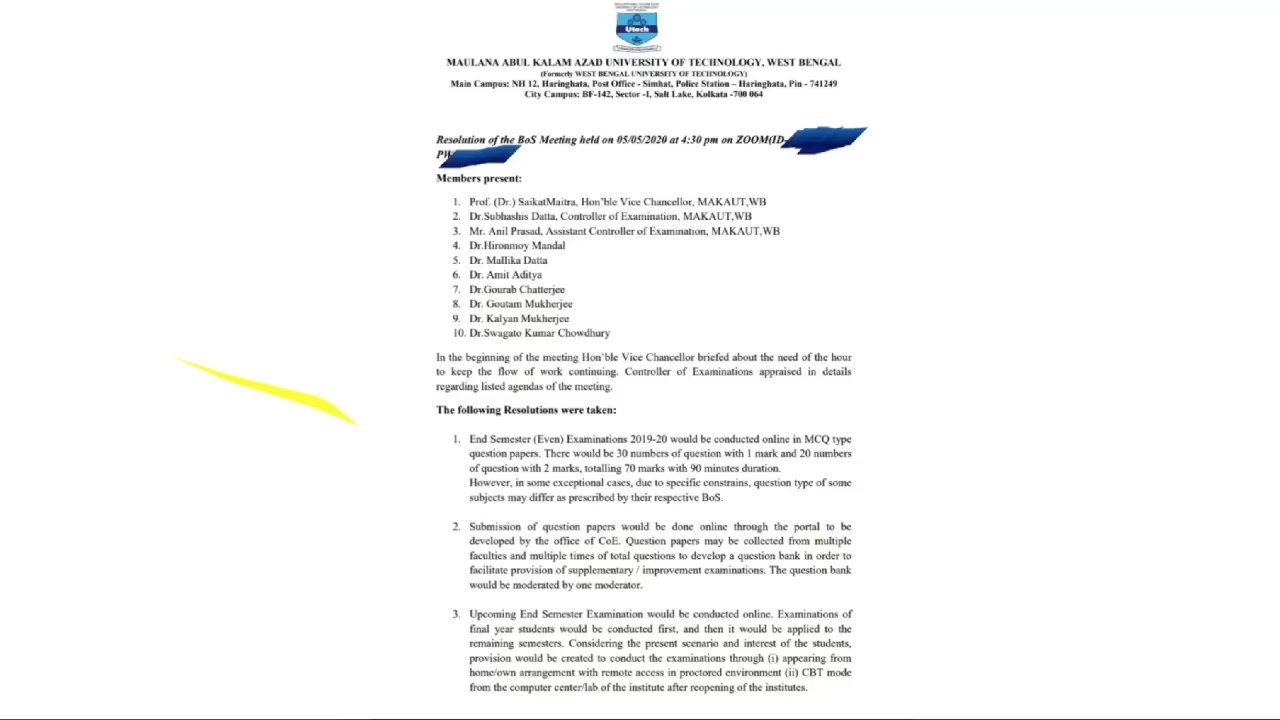 Utech
MAULANA ABUL KALAM AZAD UNIVERSITY OF TECHNOLOGY, WEST BENGAL
(Formerly WEST BENGAL UNIVERSITY OF TECHNOLOGY)
Main Campus: NH 12, Haringhata, Post Office - Simhat, Police Station – Haringhata, Pin - 741249
City Campus: BF-142, Sector -I, Salt Lake, Kolkata -700 064
Resolution of the BoS Meeting held on 05/05/2020 at 4:30 pm on ZOOM(ID-
Members present:
1. Prof. (Dr.) SaikatMaitra, Hon'ble Vice Chancellor, MAKAUT,WB
2. Dr.Subhashis Datta, Controller of Examination, MAKAUT,WB
3. Mr. Anil Prasad, Assistant Controller of Examination, MAKAUT,WB
4. Dr.Hironmoy Mandal
5. Dr. Mallika Datta
6. Dr. Amit Aditya
7. Dr.Gourab Chatterjee
8. Dr. Goutam Mukherjee
9. Dr. Kalyan Mukherjee
10. Dr.Swagato Kumar Chowdhury
In the beginning of the meeting Hon'ble Vice Chancellor briefed about the need of the hour
to keep the flow of work continuing. Controller of Examinations appraised in details
regarding listed agendas of the meeting.
The following Resolutions were taken:
1. End Semester (Even) Examinations 2019-20 would be conducted online in MCQ type
question papers. There would be 30 numbers of question with 1 mark and 20 numbers
of question with 2 marks, totalling 70 marks with 90 minutes duration.
However, in some exceptional cases, due to specific constrains, question type of some
subjects may differ as prescribed by their respective BoS.
2. Submission of question papers would be done online through the portal to be
developed by the office of CoE. Question papers may be collected from multiple
faculties and multiple times of total questions to develop a question bank in order to
facilitate provision of supplementary / improvement examinations. The question bank
would be moderated by one moderator.
3. Upcoming End Semester Examination would be conducted online. Examinations of
final year students would be conducted first, and then it would be applied to the
remaining semesters. Considering the present scenario and interest of the students,
provision would be created to conduct the examinations through (i) appearing from
home/own arrangement with remote access in proctored environment (ii) CBT mode
from the computer center/lab of the institute after reopening of the institutes.